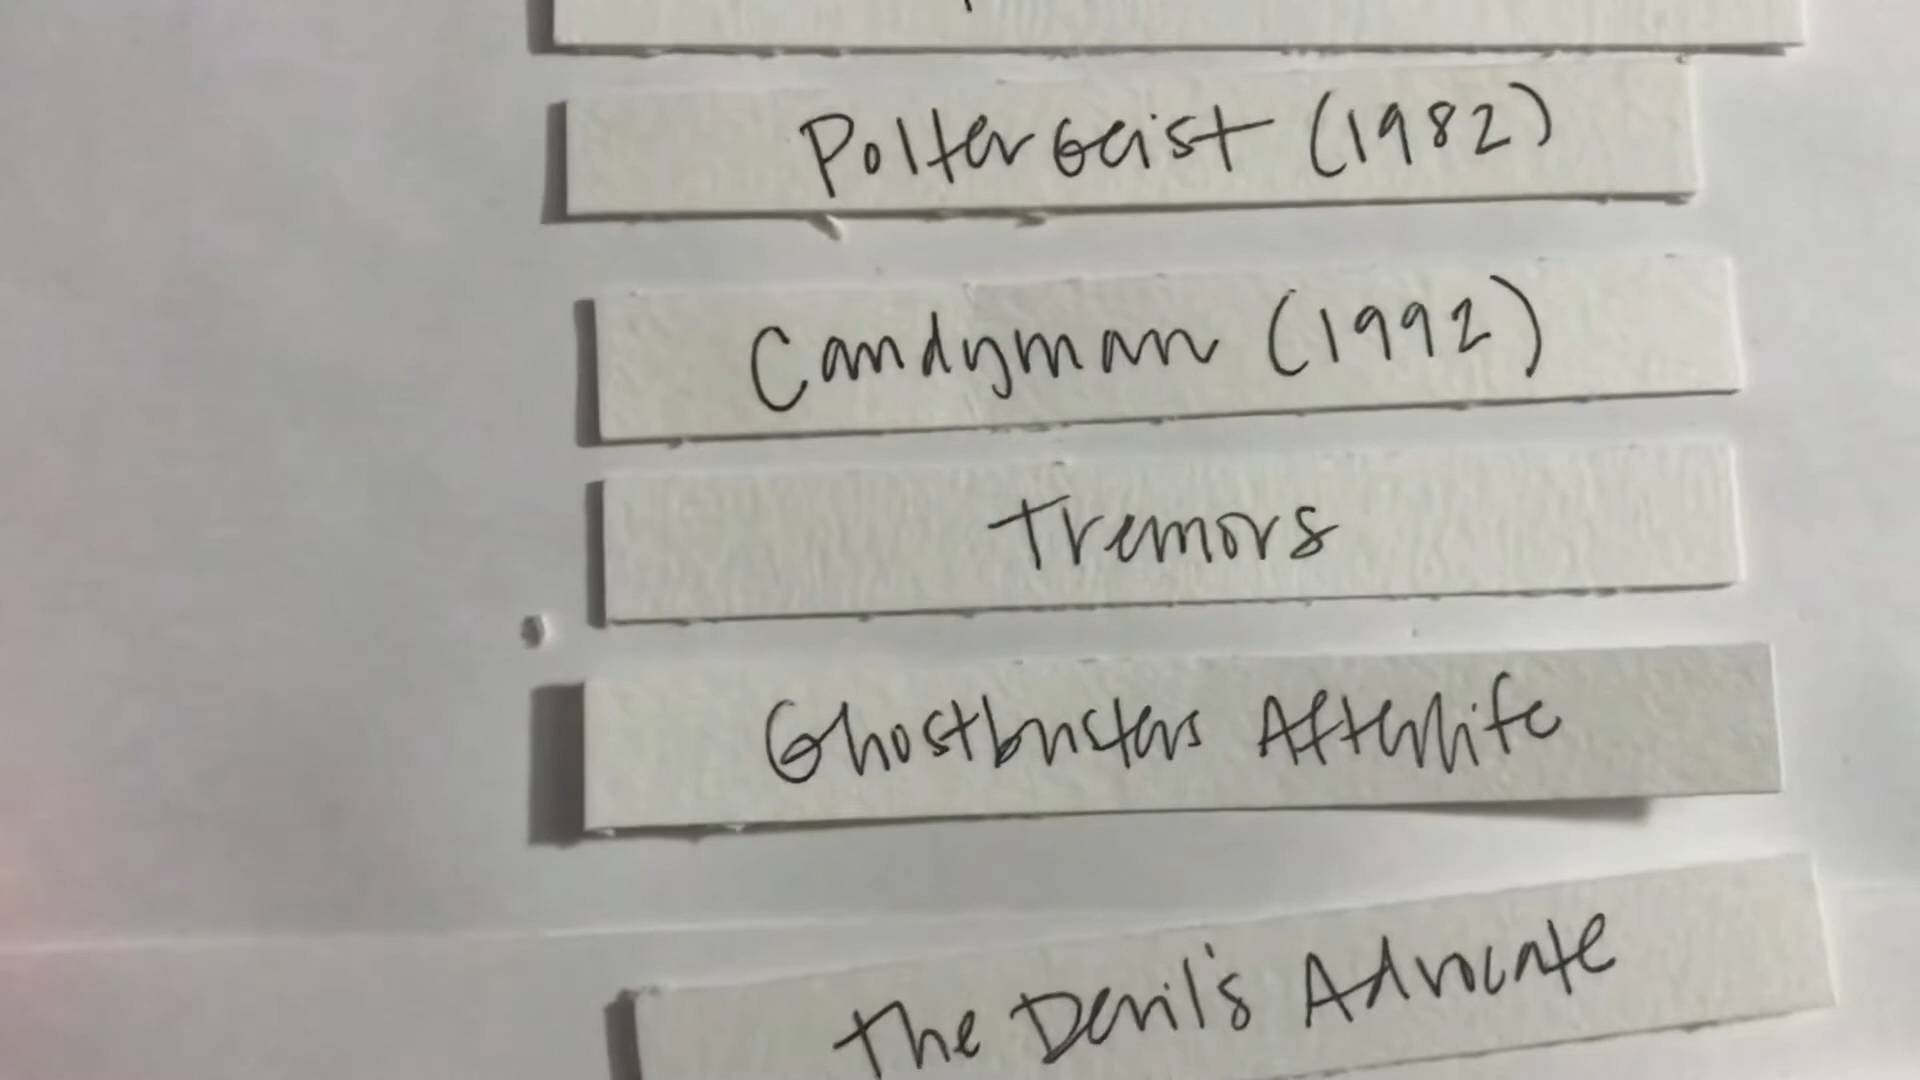 Poltergeist (1982)
Candyman (1992)
Tremors
Ghostbusters Afterlife
The Devil's Advocate